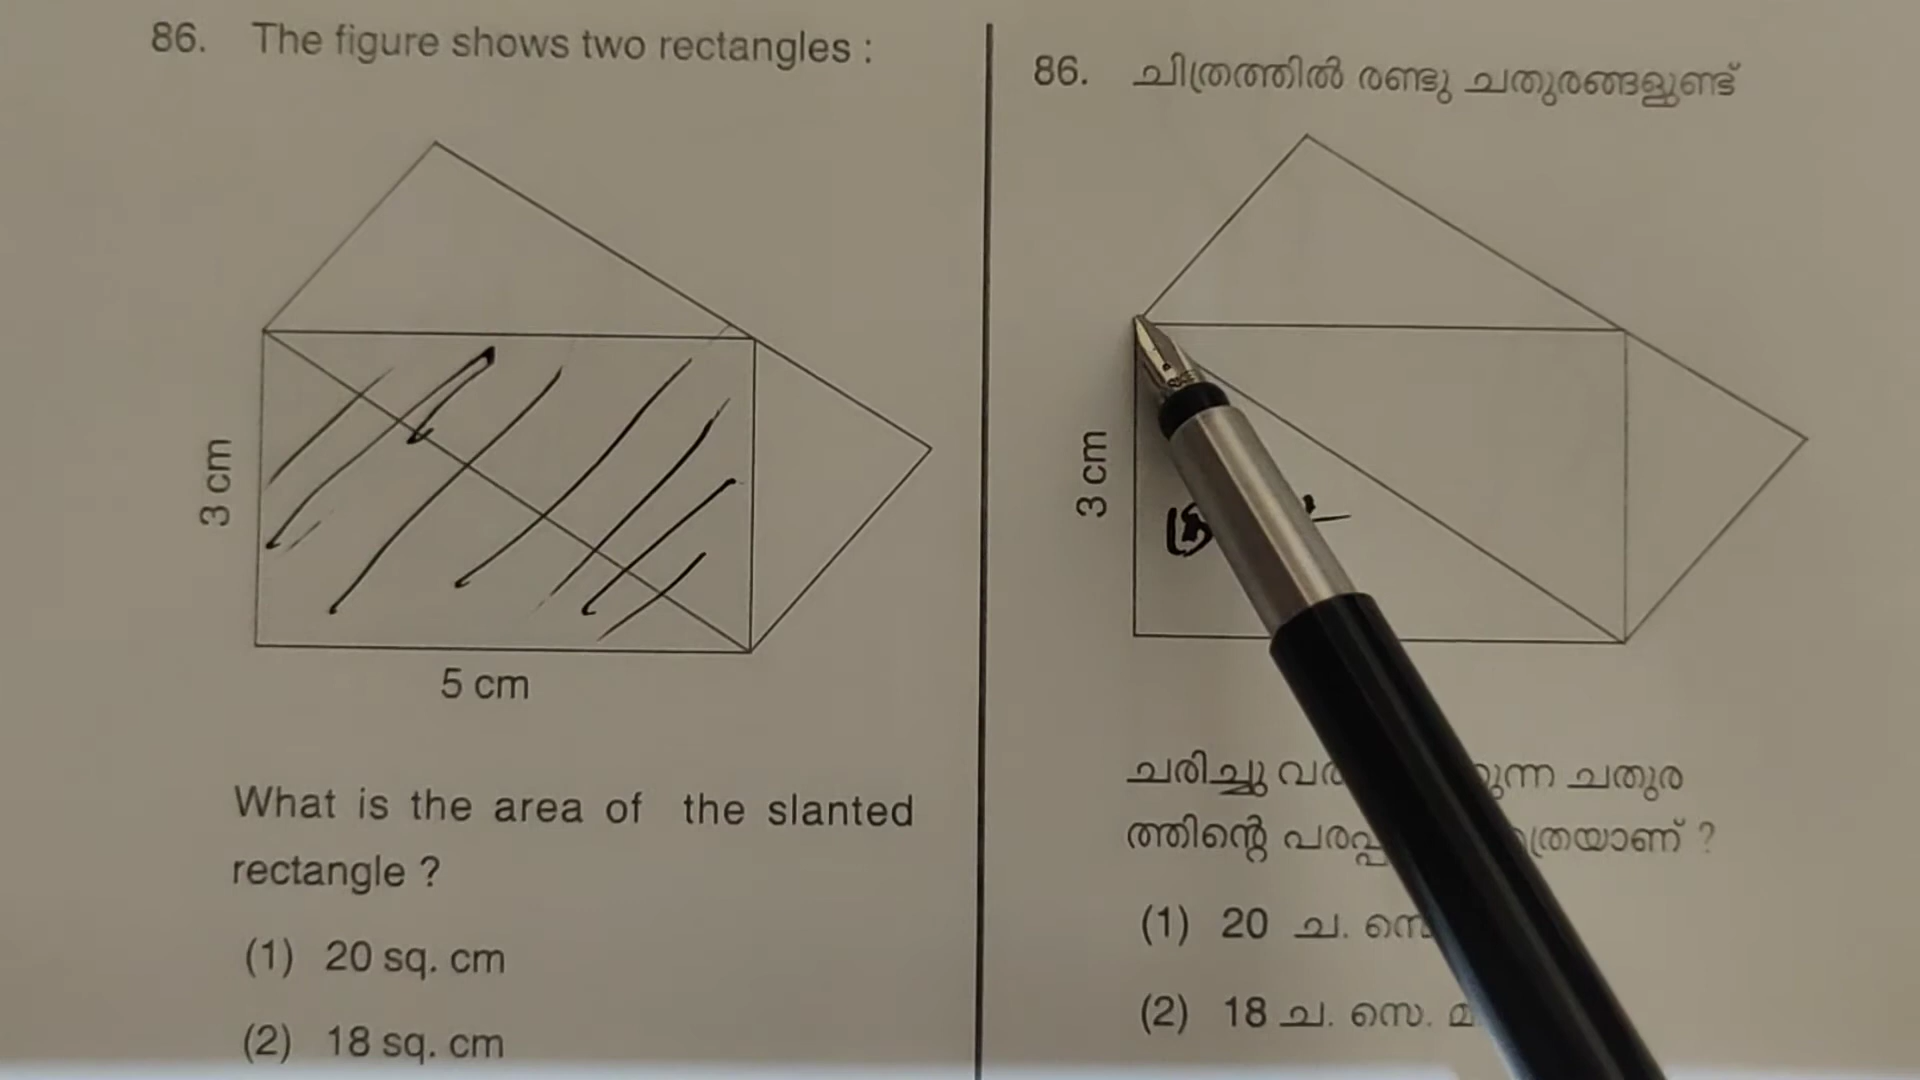 86. The figure shows two rectangles :
3 cm
5 cm
What is the area of the slanted
rectangle ?
(1) 20 sq. cm
(2) 18 sq. cm
86. ചിത്രത്തിൽ രണ്ടു ചതുരങ്ങളുണ്ട്
3 cm
ചരിച്ചു ചതുര
ത്തിന്റെ ?
(1) 20 ച.
(2) 18 ച. സെ.